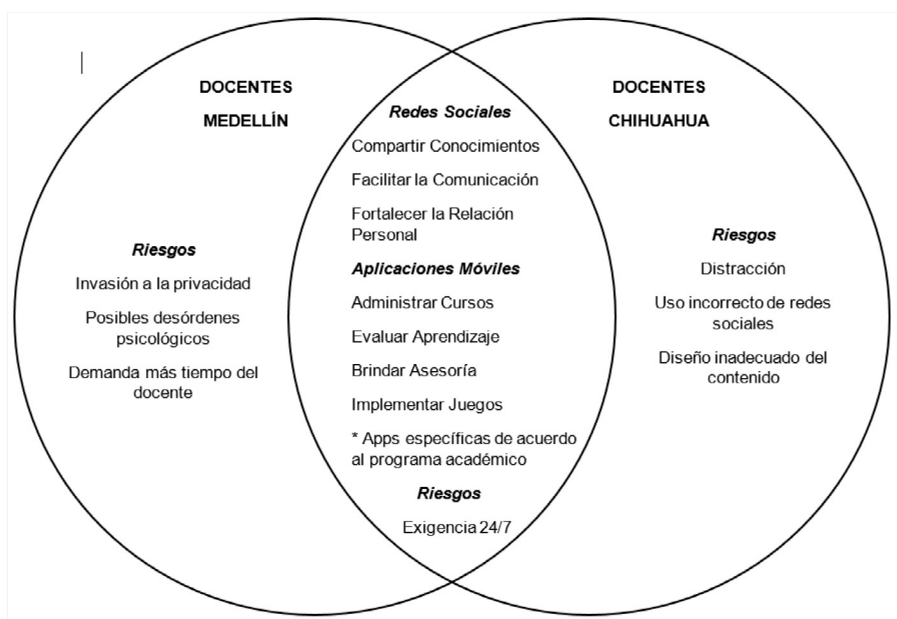 DOCENTES
MEDELLÍN
Riesgos
Invasión a la privacidad
Posibles desórdenes
psicológicos
Demanda más tiempo del
docente
Redes Sociales
Compartir Conocimientos
Facilitar la Comunicación
Fortalecer la Relación
Personal
Aplicaciones Móviles
Administrar Cursos
Evaluar Aprendizaje
Brindar Asesoría
Implementar Juegos
* Apps específicas de acuerdo
al programa académico
Riesgos
Exigencia 24/7
DOCENTES
CHIHUAHUA
Riesgos
Distracción
Uso incorrecto de redes
sociales
Diseño inadecuado del
contenido